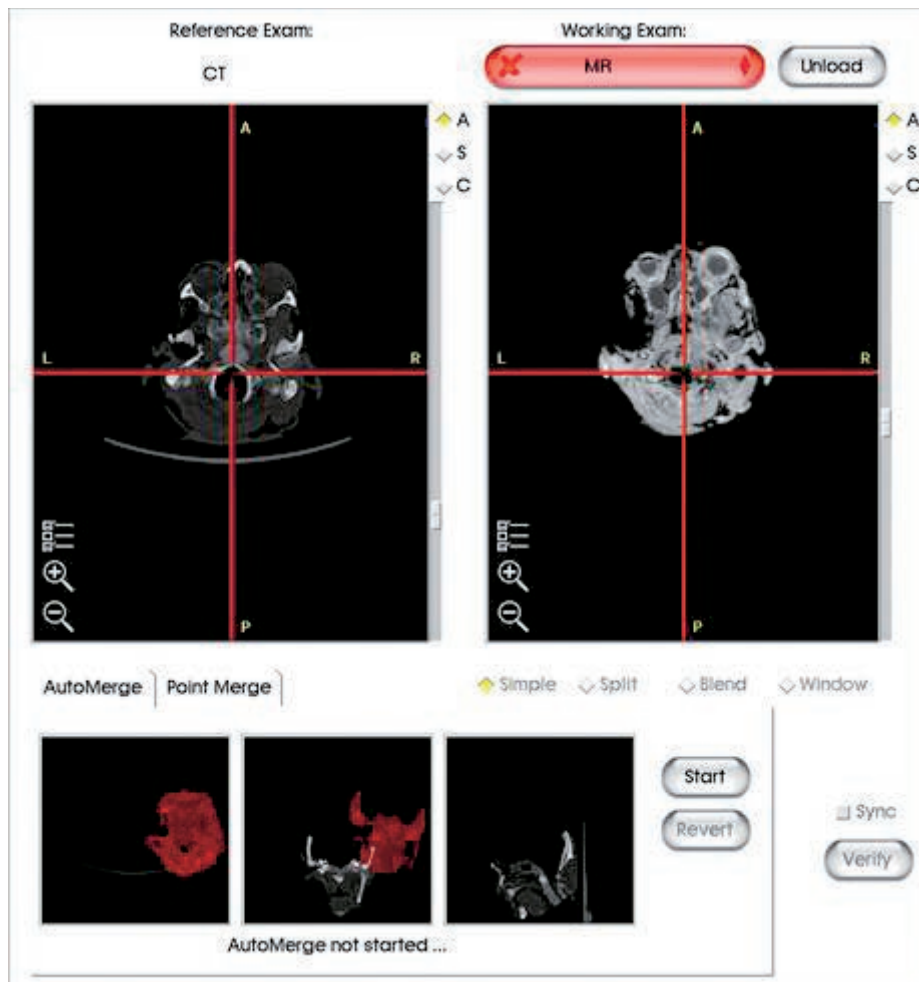 Reference Exam:
CT
Working Exam:
MR
Unload
A
L
R
P
A
S
C
A
L
R
P
A
S
C
AutoMerge
Point Merge
Simple
Split
Blend
Window
Start
Revert
Sync
Verify
AutoMerge not started ...